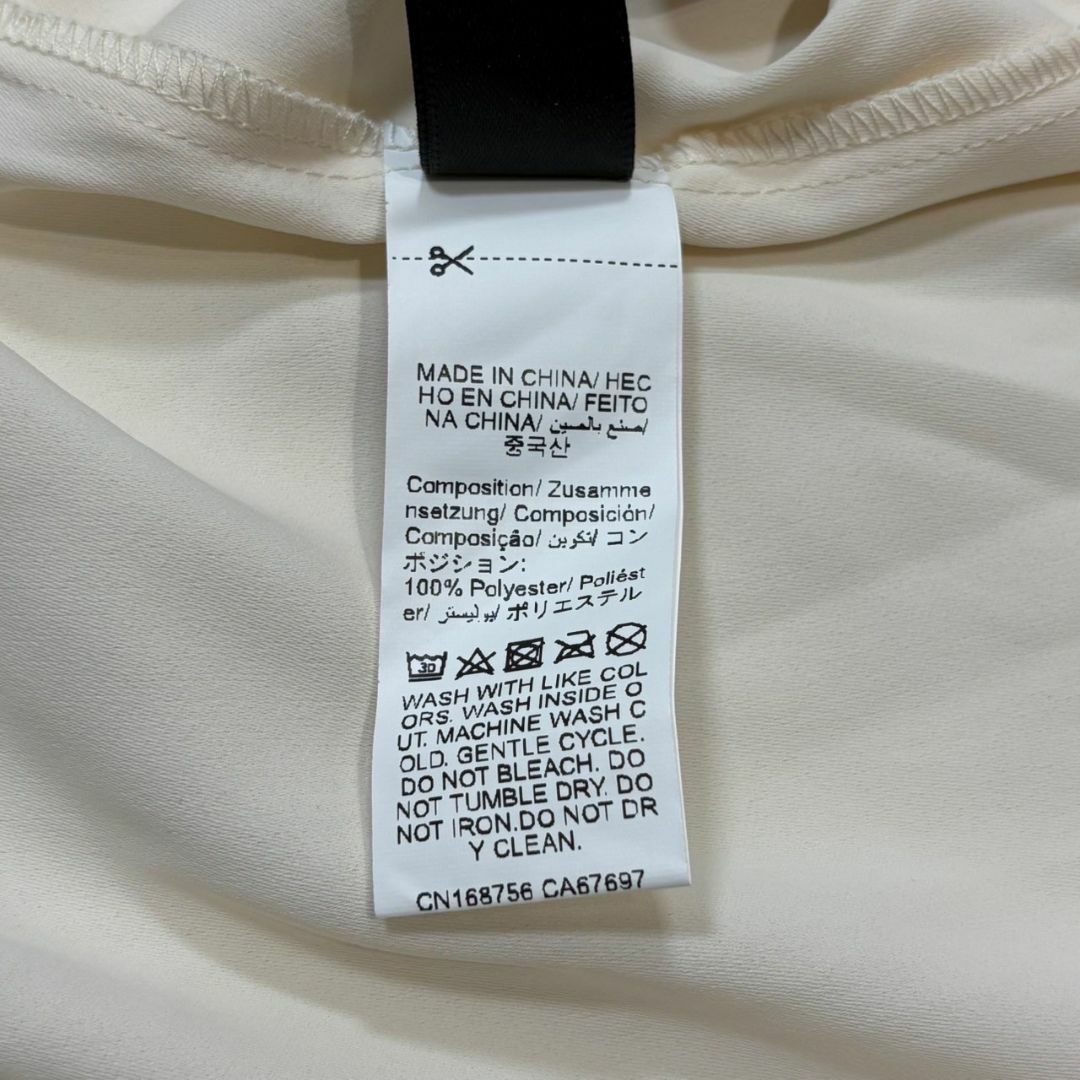 MADE IN CHINA/ HEC
HO EN CHINA/ FEITO
NA CHINA/ صنع بالصين/
중국산
Composition/ Zusamme
nsetzung/ Composición/
Composição/ تكوين/ コン
ポジション:
100% Polyester/ Poliést
er/ بوليستر/ ポリエステル
30
WASH WITH LIKE COL
ORS. WASH INSIDE O
UT. MACHINE WASH C
OLD. GENTLE CYCLE.
DO NOT BLEACH. DO
NOT TUMBLE DRY. DO
NOT IRON.DO NOT DR
Y CLEAN.
CN168756 CA67697